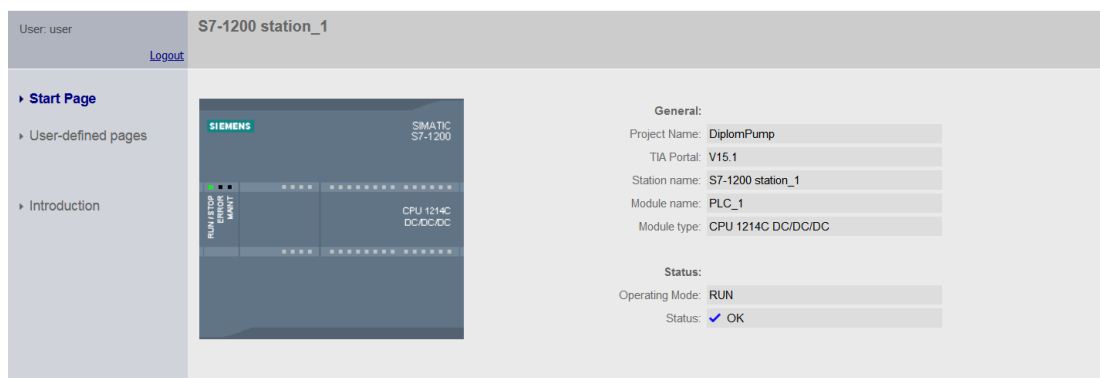 User: user
Logout
S7-1200 station_1
Start Page
User-defined pages
Introduction
SIEMENS
SIMATIC
S7-1200
RUN / STOP
ERROR
MAINT
CPU 1214C
DC/DC/DC
General:
Project Name: DiplomPump
TIA Portal: V15.1
Station name: S7-1200 station_1
Module name: PLC_1
Module type: CPU 1214C DC/DC/DC
Status:
Operating Mode: RUN
Status: OK